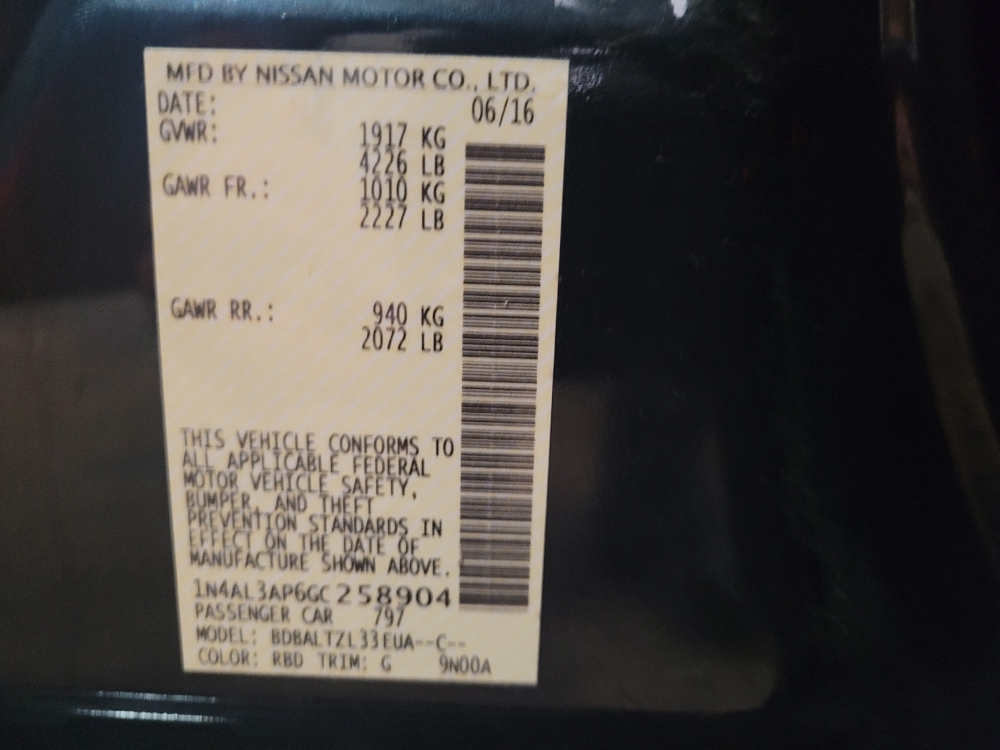 MFD BY NISSAN MOTOR CO., LTD.
DATE: 06/16
GVWR: 1917 KG
4226 LB
GAWR FR.: 1010 KG
2227 LB
GAWR RR.: 940 KG
2072 LB
THIS VEHICLE CONFORMS TO
ALL APPLICABLE FEDERAL
MOTOR VEHICLE SAFETY,
BUMPER, AND THEFT
PREVENTION STANDARDS IN
EFFECT ON THE DATE OF
MANUFACTURE SHOWN ABOVE.
1N4AL3AP6GC258904
PASSENGER CAR 797
MODEL: BDBALTZL33EUA--C--
COLOR: RBD TRIM: G 9N00A